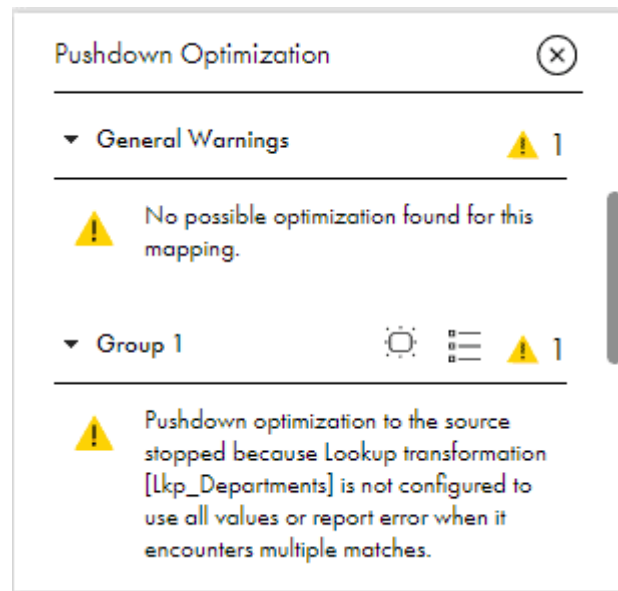 Pushdown Optimization
General Warnings 1
No possible optimization found for this
mapping.
Group 1 1
Pushdown optimization to the source
stopped because Lookup transformation
[Lkp_Departments] is not configured to
use all values or report error when it
encounters multiple matches.